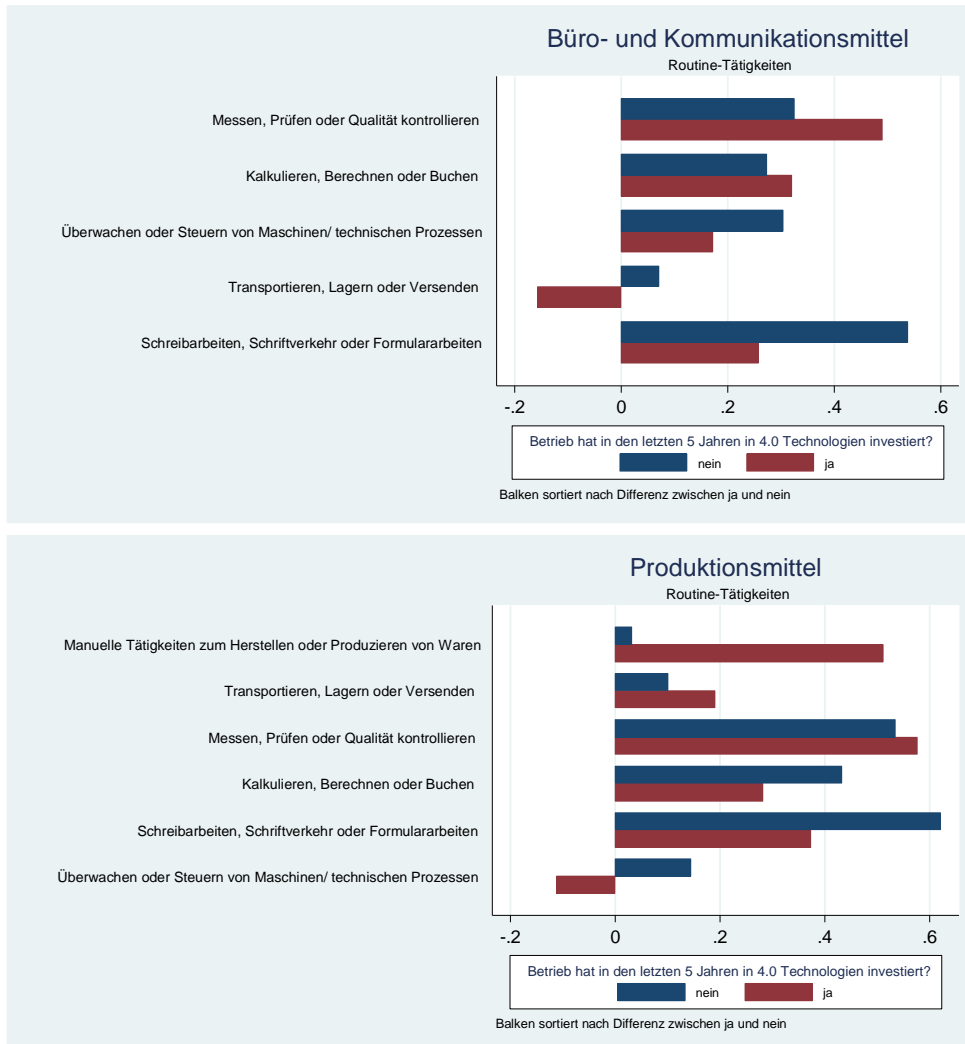 Büro- und Kommunikationsmittel
Routine-Tätigkeiten
Messen, Prüfen oder Qualität kontrollieren
Kalkulieren, Berechnen oder Buchen
Überwachen oder Steuern von Maschinen/ technischen Prozessen
Transportieren, Lagern oder Versenden
Schreibarbeiten, Schriftverkehr oder Formulararbeiten
-.2 0 .2 .4 .6
Betrieb hat in den letzten 5 Jahren in 4.0 Technologien investiert?
nein ja
Balken sortiert nach Differenz zwischen ja und nein
Produktionsmittel
Routine-Tätigkeiten
Manuelle Tätigkeiten zum Herstellen oder Produzieren von Waren
Transportieren, Lagern oder Versenden
Messen, Prüfen oder Qualität kontrollieren
Kalkulieren, Berechnen oder Buchen
Schreibarbeiten, Schriftverkehr oder Formulararbeiten
Überwachen oder Steuern von Maschinen/ technischen Prozessen
-.2 0 .2 .4 .6
Betrieb hat in den letzten 5 Jahren in 4.0 Technologien investiert?
nein ja
Balken sortiert nach Differenz zwischen ja und nein